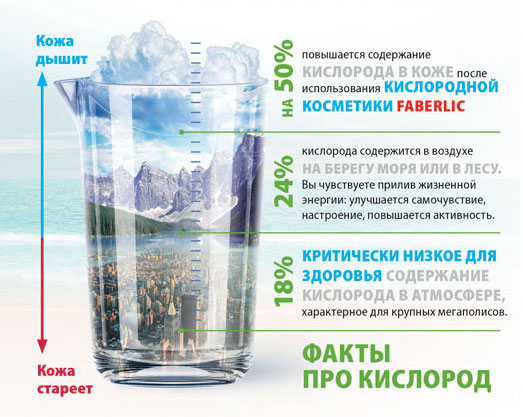 Кожа
дышит
НА 50%
повышается содержание
КИСЛОРОДА В КОЖЕ после
использования КИСЛОРОДНОЙ
КОСМЕТИКИ FABERLIC
24%
кислорода содержится в воздухе
НА БЕРЕГУ МОРЯ ИЛИ В ЛЕСУ.
Вы чувствуете прилив жизненной
энергии: улучшается самочувствие,
настроение, повышается активность.
18%
КРИТИЧЕСКИ НИЗКОЕ ДЛЯ
ЗДОРОВЬЯ СОДЕРЖАНИЕ
КИСЛОРОДА В АТМОСФЕРЕ,
характерное для крупных мегаполисов.
Кожа
стареет
ФАКТЫ
ПРО КИСЛОРОД